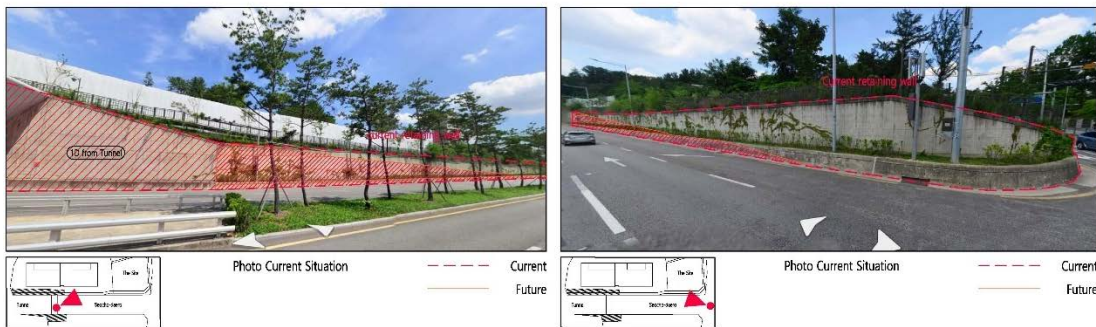 1D from Tunnel
Current retaining wall
Photo Current Situation
Current
Future
The Site
Tunnel
Current retaining wall
Photo Current Situation
Current
Future
The Site
Tunnel